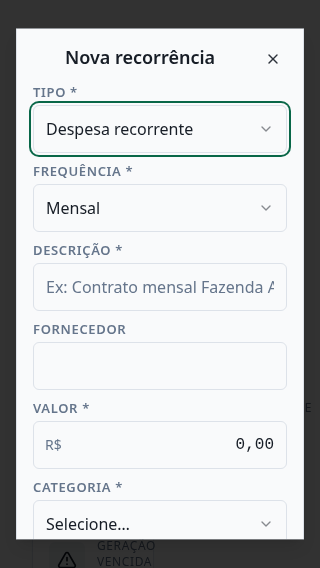 Nova recorrência
×
TIPO *
Despesa recorrente
FREQUÊNCIA *
Mensal
DESCRIÇÃO *
Ex: Contrato mensal Fazenda A
FORNECEDOR
VALOR *
R$ 0,00
CATEGORIA *
Selecione...
GERAÇÃO
VENCIDA